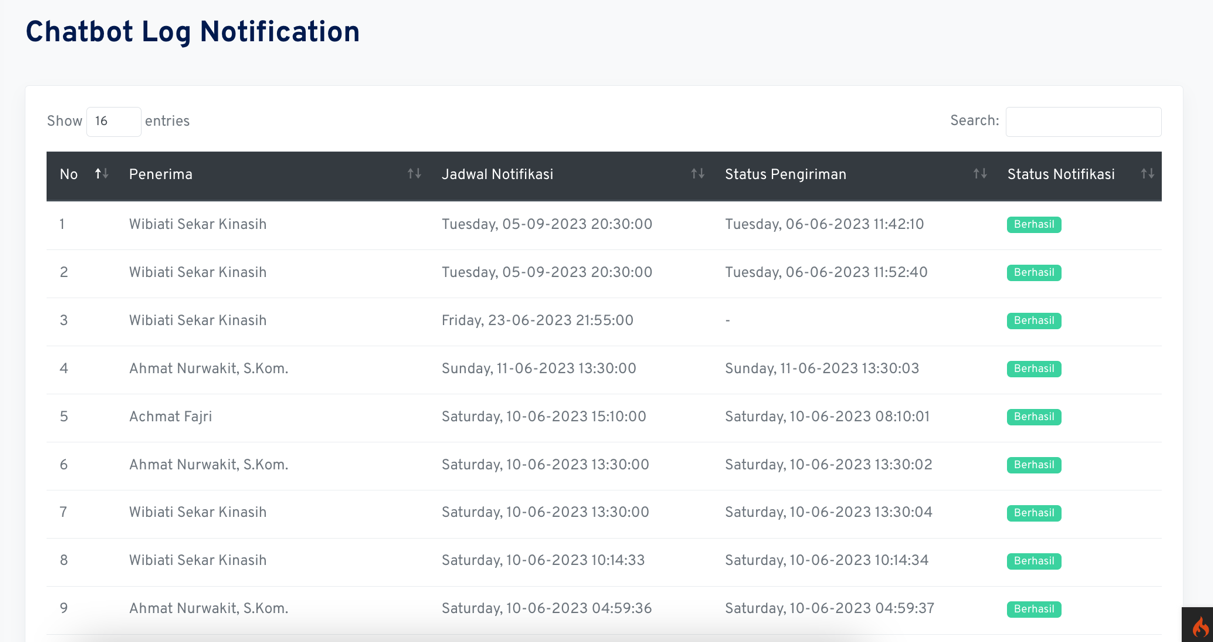 Chatbot Log Notification
Show 16 entries Search:
No Penerima Jadwal Notifikasi Status Pengiriman Status Notifikasi
1 Wibiati Sekar Kinasih Tuesday, 05-09-2023 20:30:00 Tuesday, 06-06-2023 11:42:10 Berhasil
2 Wibiati Sekar Kinasih Tuesday, 05-09-2023 20:30:00 Tuesday, 06-06-2023 11:52:40 Berhasil
3 Wibiati Sekar Kinasih Friday, 23-06-2023 21:55:00 - Berhasil
4 Ahmat Nurwakit, S.Kom. Sunday, 11-06-2023 13:30:00 Sunday, 11-06-2023 13:30:03 Berhasil
5 Achmat Fajri Saturday, 10-06-2023 15:10:00 Saturday, 10-06-2023 08:10:01 Berhasil
6 Ahmat Nurwakit, S.Kom. Saturday, 10-06-2023 13:30:00 Saturday, 10-06-2023 13:30:02 Berhasil
7 Wibiati Sekar Kinasih Saturday, 10-06-2023 13:30:00 Saturday, 10-06-2023 13:30:04 Berhasil
8 Wibiati Sekar Kinasih Saturday, 10-06-2023 10:14:33 Saturday, 10-06-2023 10:14:34 Berhasil
9 Ahmat Nurwakit, S.Kom. Saturday, 10-06-2023 04:59:36 Saturday, 10-06-2023 04:59:37 Berhasil